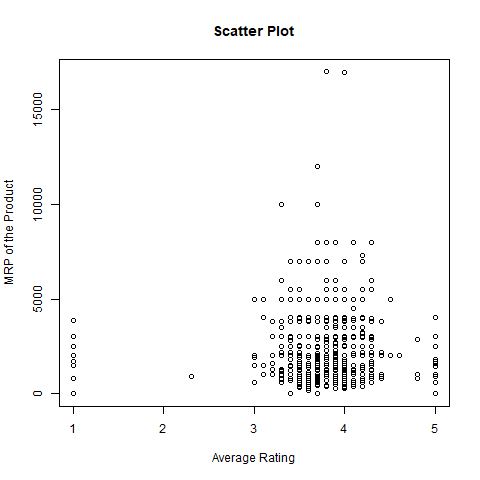 Scatter Plot
15000
10000
5000
0
MRP of the Product
1 2 3 4 5
Average Rating